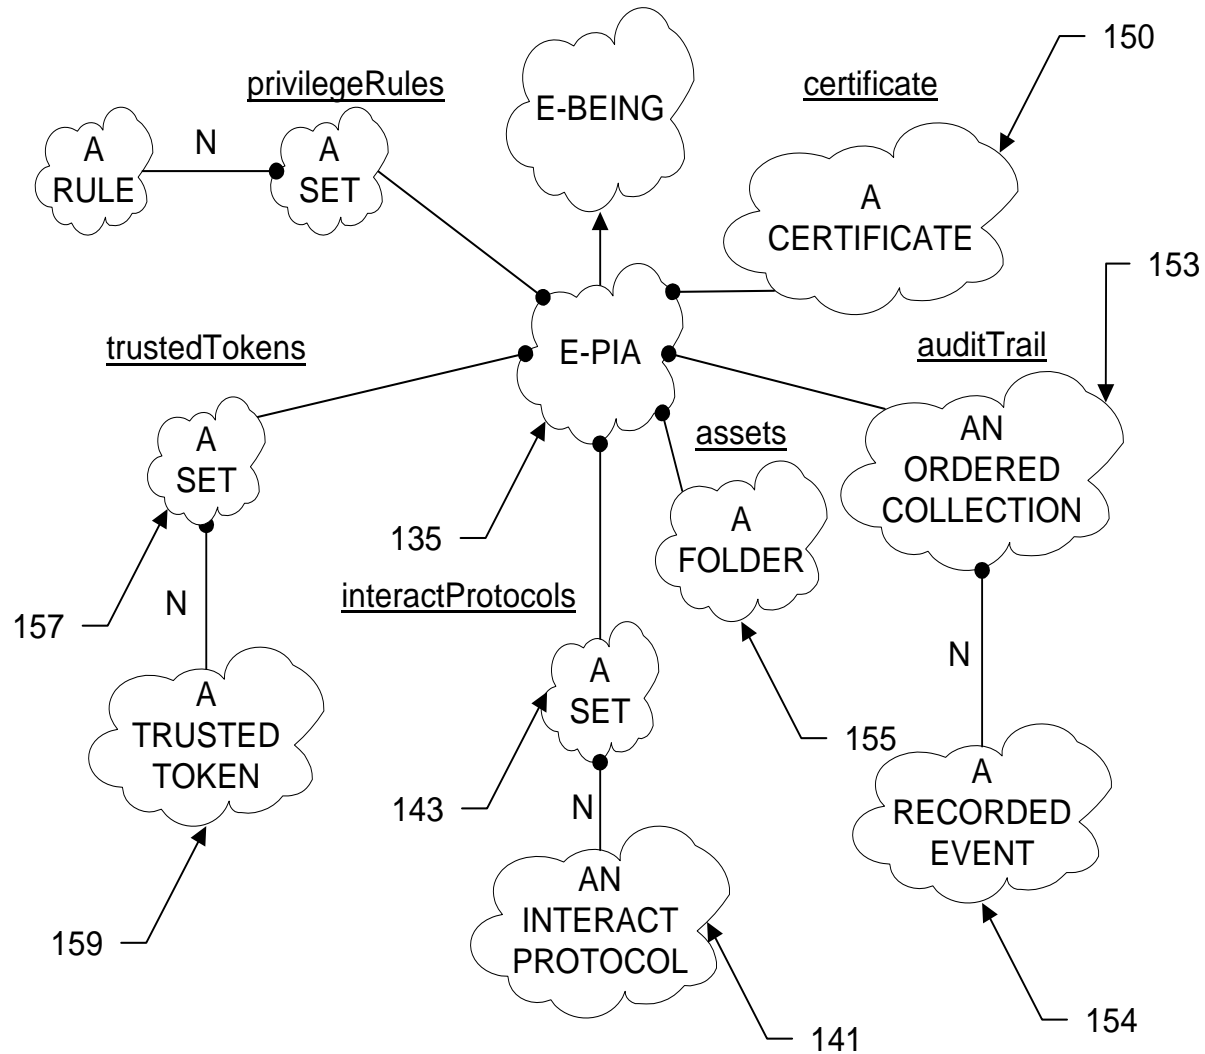 150
privilegeRules
certificate
E-BEING
A
RULE
N
A
SET
A
CERTIFICATE
153
trustedTokens
E-PIA
auditTrail
A
SET
assets
AN
ORDERED
COLLECTION
135
A
FOLDER
interactProtocols
157
N
A
SET
N
A
TRUSTED
TOKEN
155
143
N
A
RECORDED
EVENT
159
AN
INTERACT
PROTOCOL
154
141